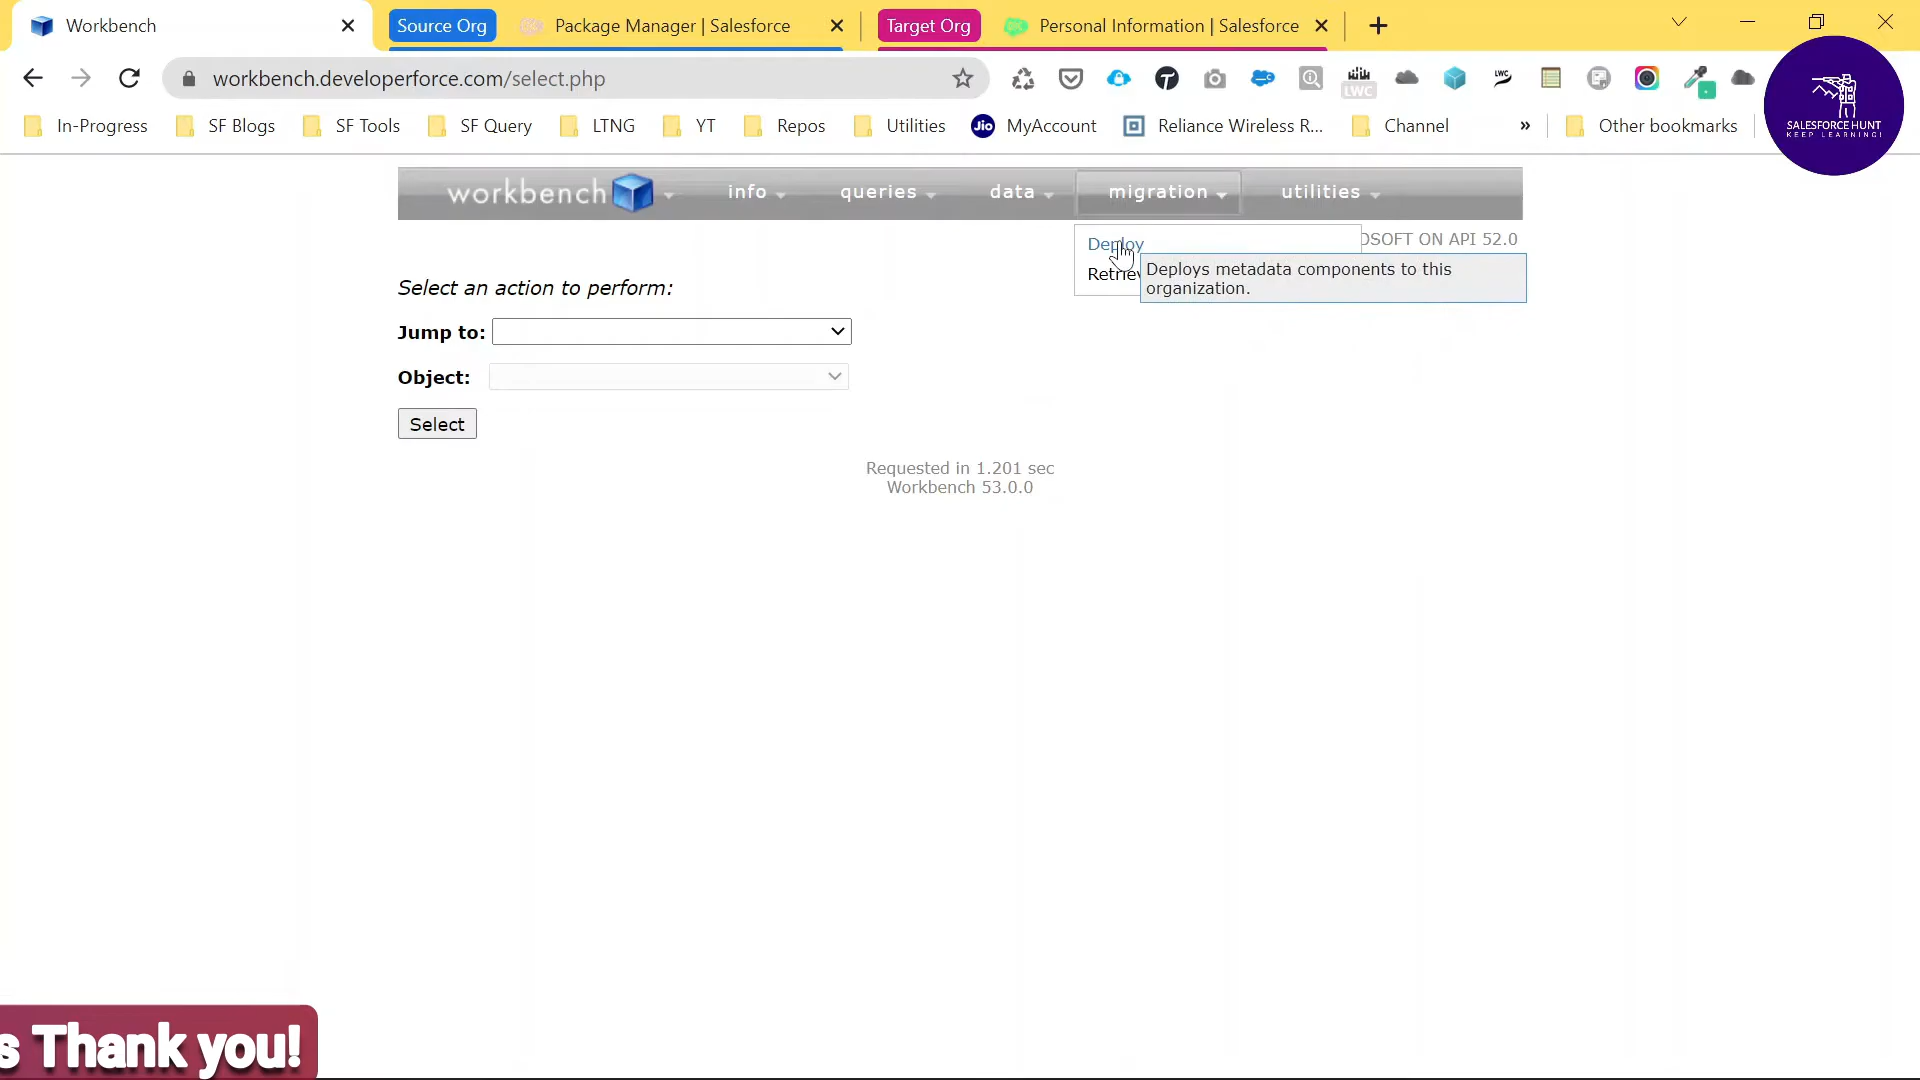 Workbench
Source Org
Package Manager | Salesforce
Target Org
Personal Information | Salesforce
workbench.developerforce.com/select.php
LWC
LWC
In-Progress
SF Blogs
SF Tools
SF Query
LTNG
YT
Repos
Utilities
Jio
MyAccount
Reliance Wireless R...
Channel
»
Other bookmarks
SALESFORCE HUNT
KEEP LEARNING!
workbench
info
queries
data
migration
utilities
Deploy
OSOFT ON API 52.0
Retriev
Deploys metadata components to this
organization.
Select an action to perform:
Jump to:
Object:
Select
Requested in 1.201 sec
Workbench 53.0.0
s Thank you!